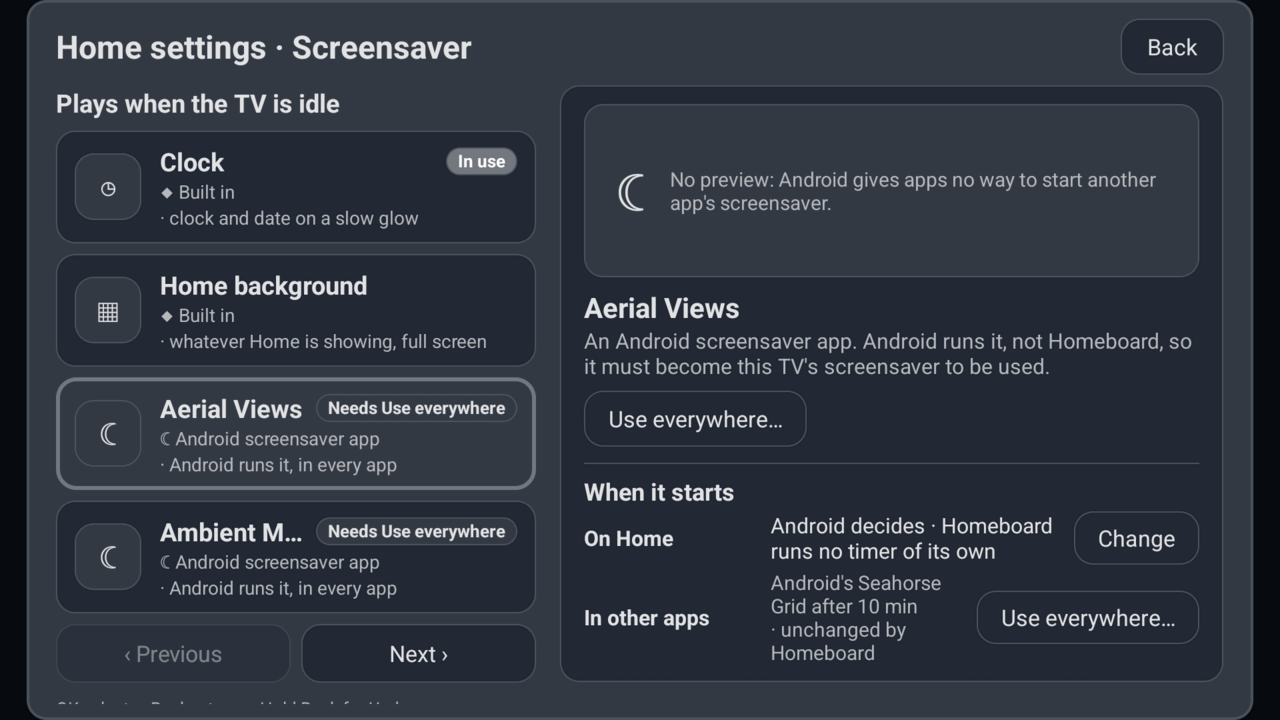 Home settings · Screensaver
Back
Plays when the TV is idle
Clock
In use
◆ Built in
· clock and date on a slow glow
Home background
◆ Built in
· whatever Home is showing, full screen
Aerial Views
Needs Use everywhere
☾ Android screensaver app
· Android runs it, in every app
Ambient M...
Needs Use everywhere
☾ Android screensaver app
· Android runs it, in every app
‹ Previous
Next ›
No preview: Android gives apps no way to start another
app's screensaver.
Aerial Views
An Android screensaver app. Android runs it, not Homeboard, so
it must become this TV's screensaver to be used.
Use everywhere...
When it starts
On Home
Android decides · Homeboard
runs no timer of its own
Change
In other apps
Android's Seahorse
Grid after 10 min
· unchanged by
Homeboard
Use everywhere...